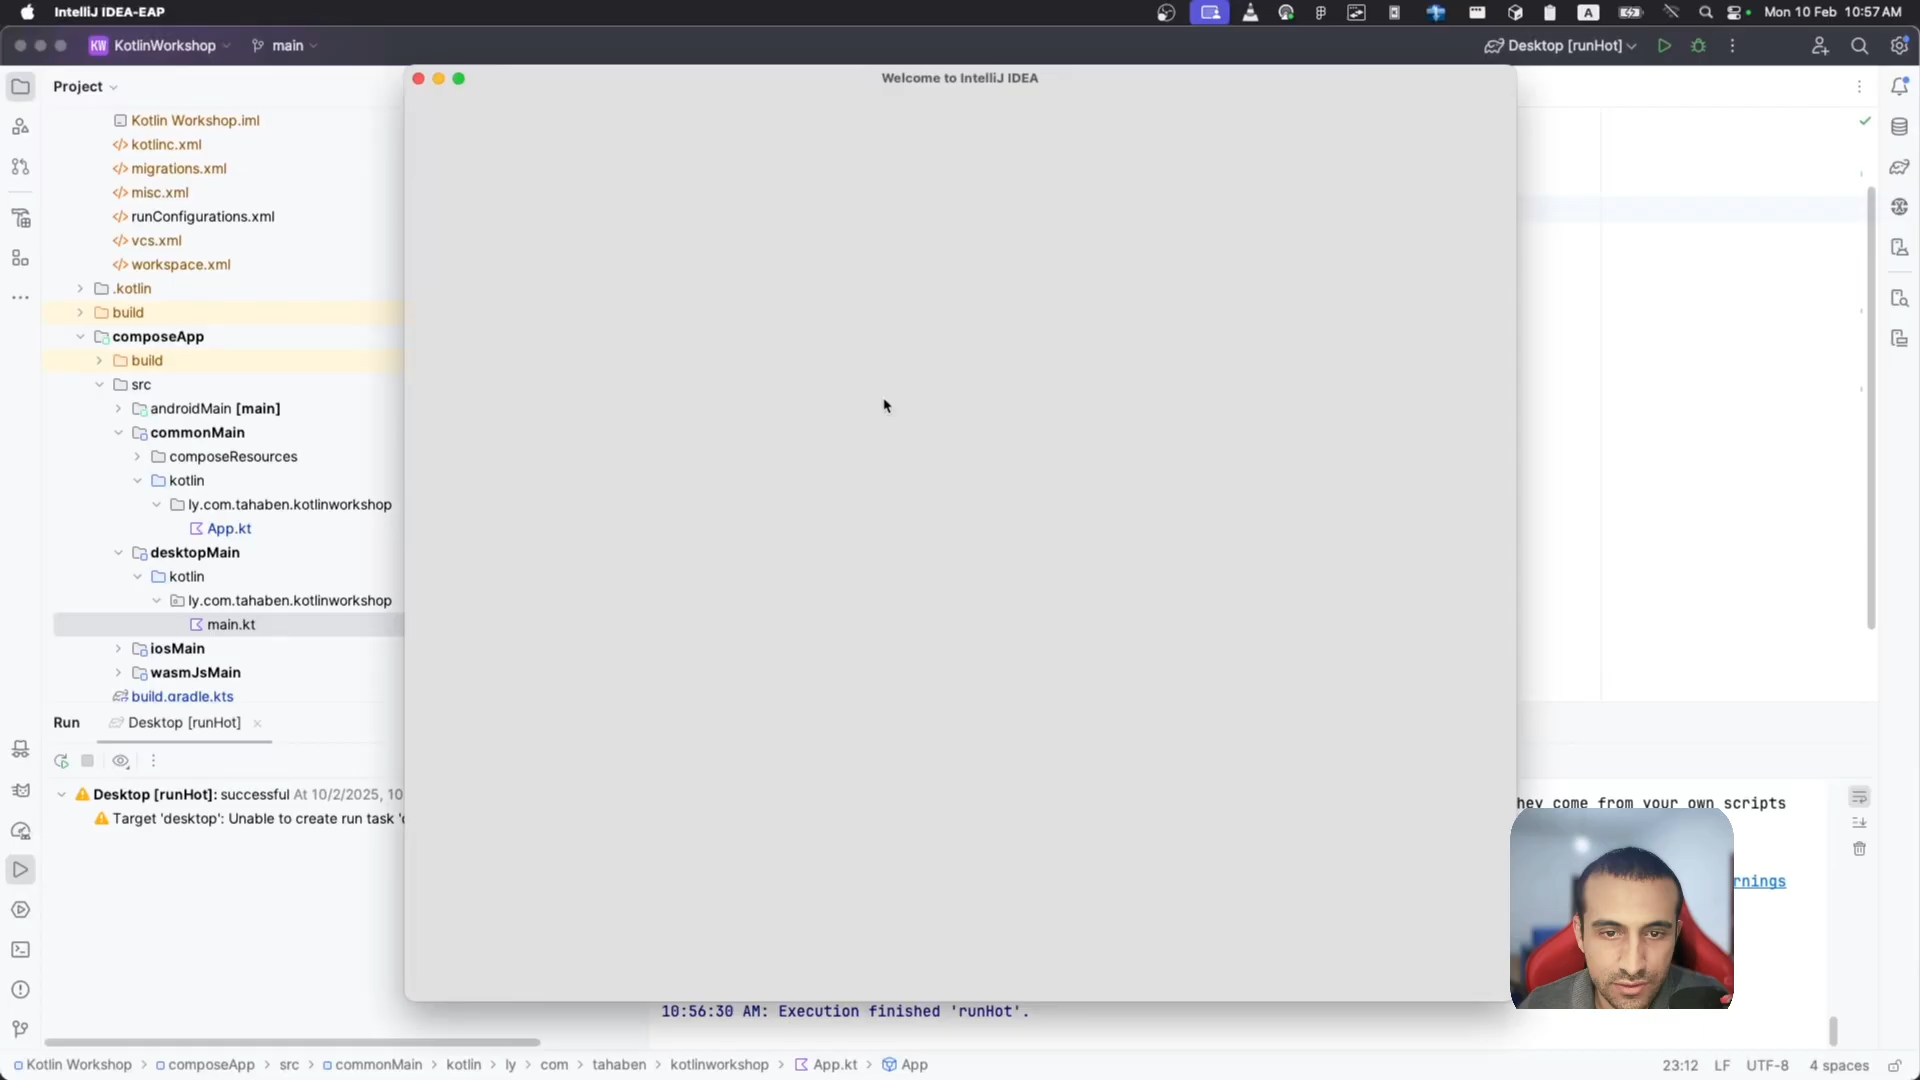 IntelliJ IDEA-EAP
A
Mon 10 Feb 10:57 AM
KW KotlinWorkshop
main
Desktop [runHot]
Project
Welcome to IntelliJ IDEA
Kotlin Workshop.iml
kotlinc.xml
migrations.xml
misc.xml
runConfigurations.xml
vcs.xml
workspace.xml
.kotlin
build
composeApp
build
src
androidMain [main]
commonMain
composeResources
kotlin
ly.com.tahaben.kotlinworkshop
App.kt
desktopMain
kotlin
ly.com.tahaben.kotlinworkshop
main.kt
iosMain
wasmJsMain
build.gradle.kts
Run
Desktop [runHot]
Desktop [runHot]: successful At 10/2/2025, 10
Target 'desktop': Unable to create run task '
hey come from your own scripts
rnings
10:56:30 AM: Execution finished 'runHot'.
Kotlin Workshop > composeApp > src > commonMain > kotlin > ly > com > tahaben > kotlinworkshop > App.kt > App
23:12 LF UTF-8 4 spaces